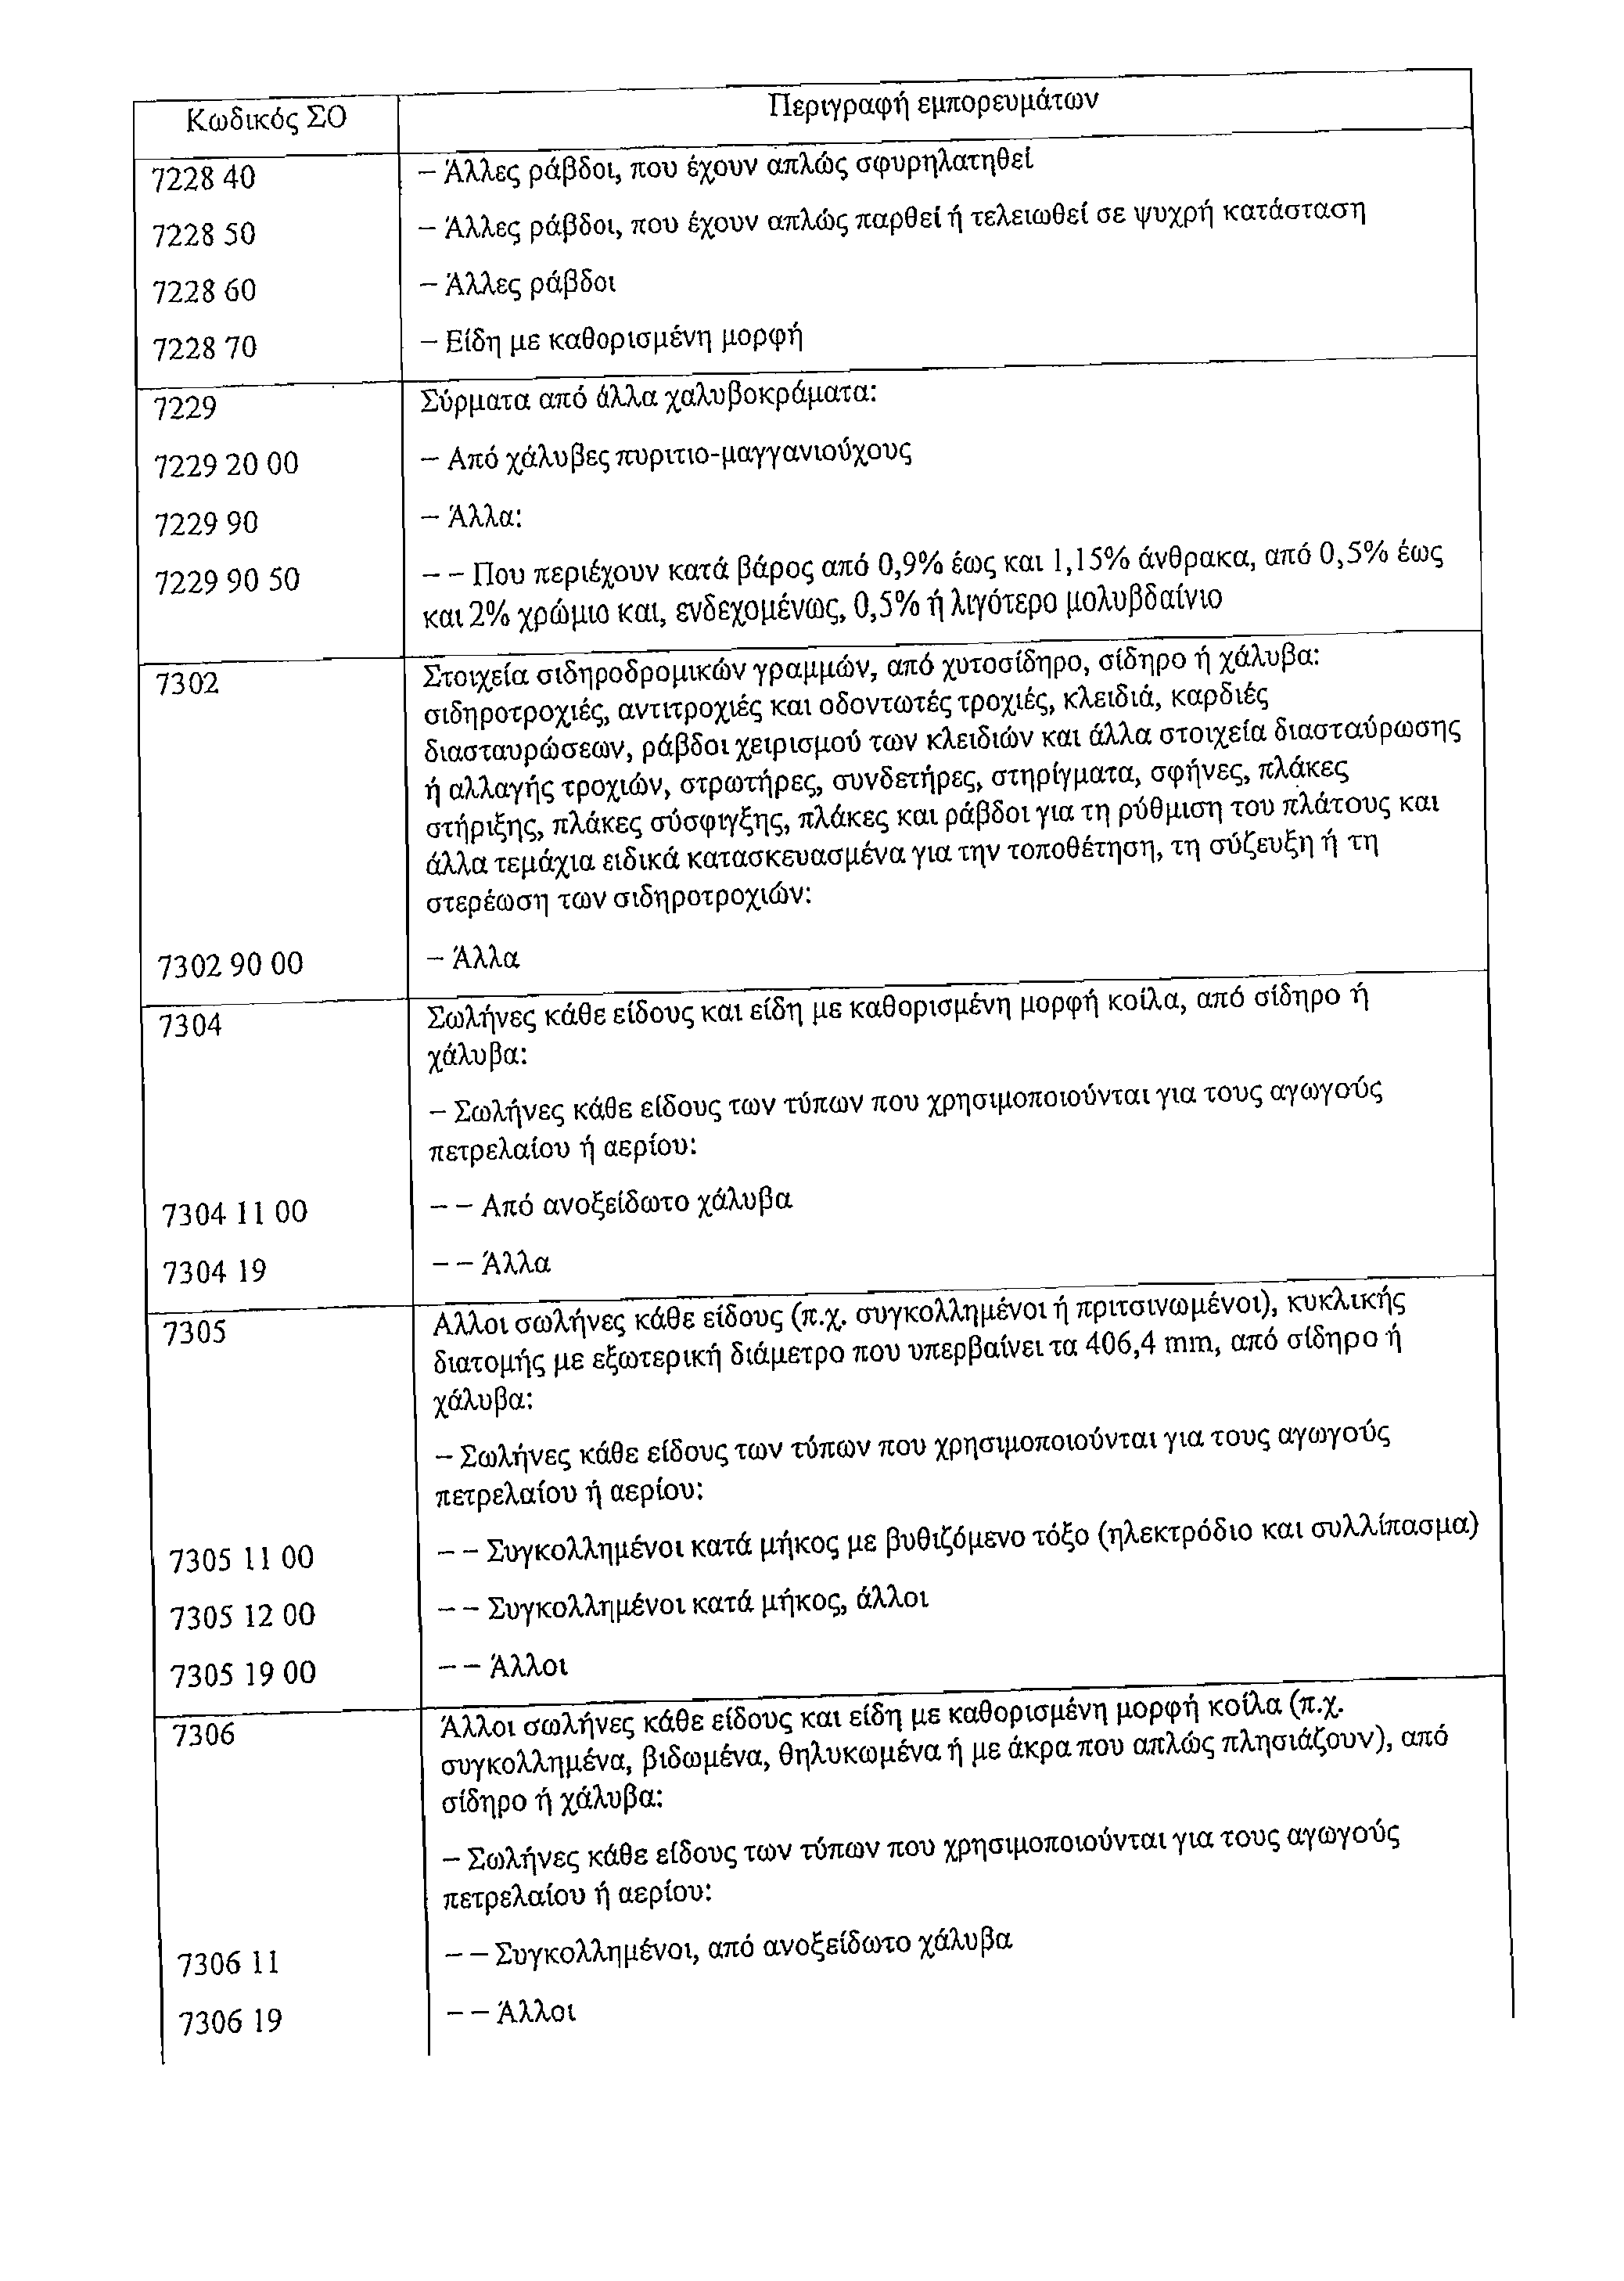 Κωδικός ΣΟ Περιγραφή εμπορευμάτων
7228 40 – Άλλες ράβδοι, που έχουν απλώς σφυρηλατηθεί
7228 50 – Άλλες ράβδοι, που έχουν απλώς παρθεί ή τελειωθεί σε ψυχρή κατάσταση
7228 60 – Άλλες ράβδοι
7228 70 – Είδη με καθορισμένη μορφή
7229 Σύρματα από άλλα χαλυβοκράματα:
7229 20 00 – Από χάλυβες πυριτιο-μαγγανιούχους
7229 90 – Άλλα:
7229 90 50 – – Που περιέχουν κατά βάρος από 0,9% έως και 1,15% άνθρακα, από 0,5% έως
και 2% χρώμιο και, ενδεχομένως, 0,5% ή λιγότερο μολυβδαίνιο
7302 Στοιχεία σιδηροδρομικών γραμμών, από χυτοσίδηρο, σίδηρο ή χάλυβα:
σιδηροτροχιές, αντιτροχιές και οδοντωτές τροχιές, κλειδιά, καρδιές
διασταυρώσεων, ράβδοι χειρισμού των κλειδιών και άλλα στοιχεία διασταύρωσης
ή αλλαγής τροχιών, στρωτήρες, συνδετήρες, στηρίγματα, σφήνες, πλάκες
στήριξης, πλάκες σύσφιγξης, πλάκες και ράβδοι για τη ρύθμιση του πλάτους και
άλλα τεμάχια ειδικά κατασκευασμένα για την τοποθέτηση, τη σύζευξη ή τη
στερέωση των σιδηροτροχιών:
7302 90 00 – Άλλα
7304 Σωλήνες κάθε είδους και είδη με καθορισμένη μορφή κοίλα, από σίδηρο ή
χάλυβα:
– Σωλήνες κάθε είδους των τύπων που χρησιμοποιούνται για τους αγωγούς
πετρελαίου ή αερίου:
7304 11 00 – – Από ανοξείδωτο χάλυβα
7304 19 – – Άλλα
7305 Αλλοι σωλήνες κάθε είδους (π.χ. συγκολλημένοι ή πριτσινωμένοι), κυκλικής
διατομής με εξωτερική διάμετρο που υπερβαίνει τα 406,4 mm, από σίδηρο ή
χάλυβα:
– Σωλήνες κάθε είδους των τύπων που χρησιμοποιούνται για τους αγωγούς
πετρελαίου ή αερίου:
7305 11 00 – – Συγκολλημένοι κατά μήκος με βυθιζόμενο τόξο (ηλεκτρόδιο και συλλίπασμα)
7305 12 00 – – Συγκολλημένοι κατά μήκος, άλλοι
7305 19 00 – – Άλλοι
7306 Άλλοι σωλήνες κάθε είδους και είδη με καθορισμένη μορφή κοίλα (π.χ.
συγκολλημένα, βιδωμένα, θηλυκωμένα ή με άκρα που απλώς πλησιάζουν), από
σίδηρο ή χάλυβα:
– Σωλήνες κάθε είδους των τύπων που χρησιμοποιούνται για τους αγωγούς
πετρελαίου ή αερίου:
7306 11 – – Συγκολλημένοι, από ανοξείδωτο χάλυβα
7306 19 – – Άλλοι